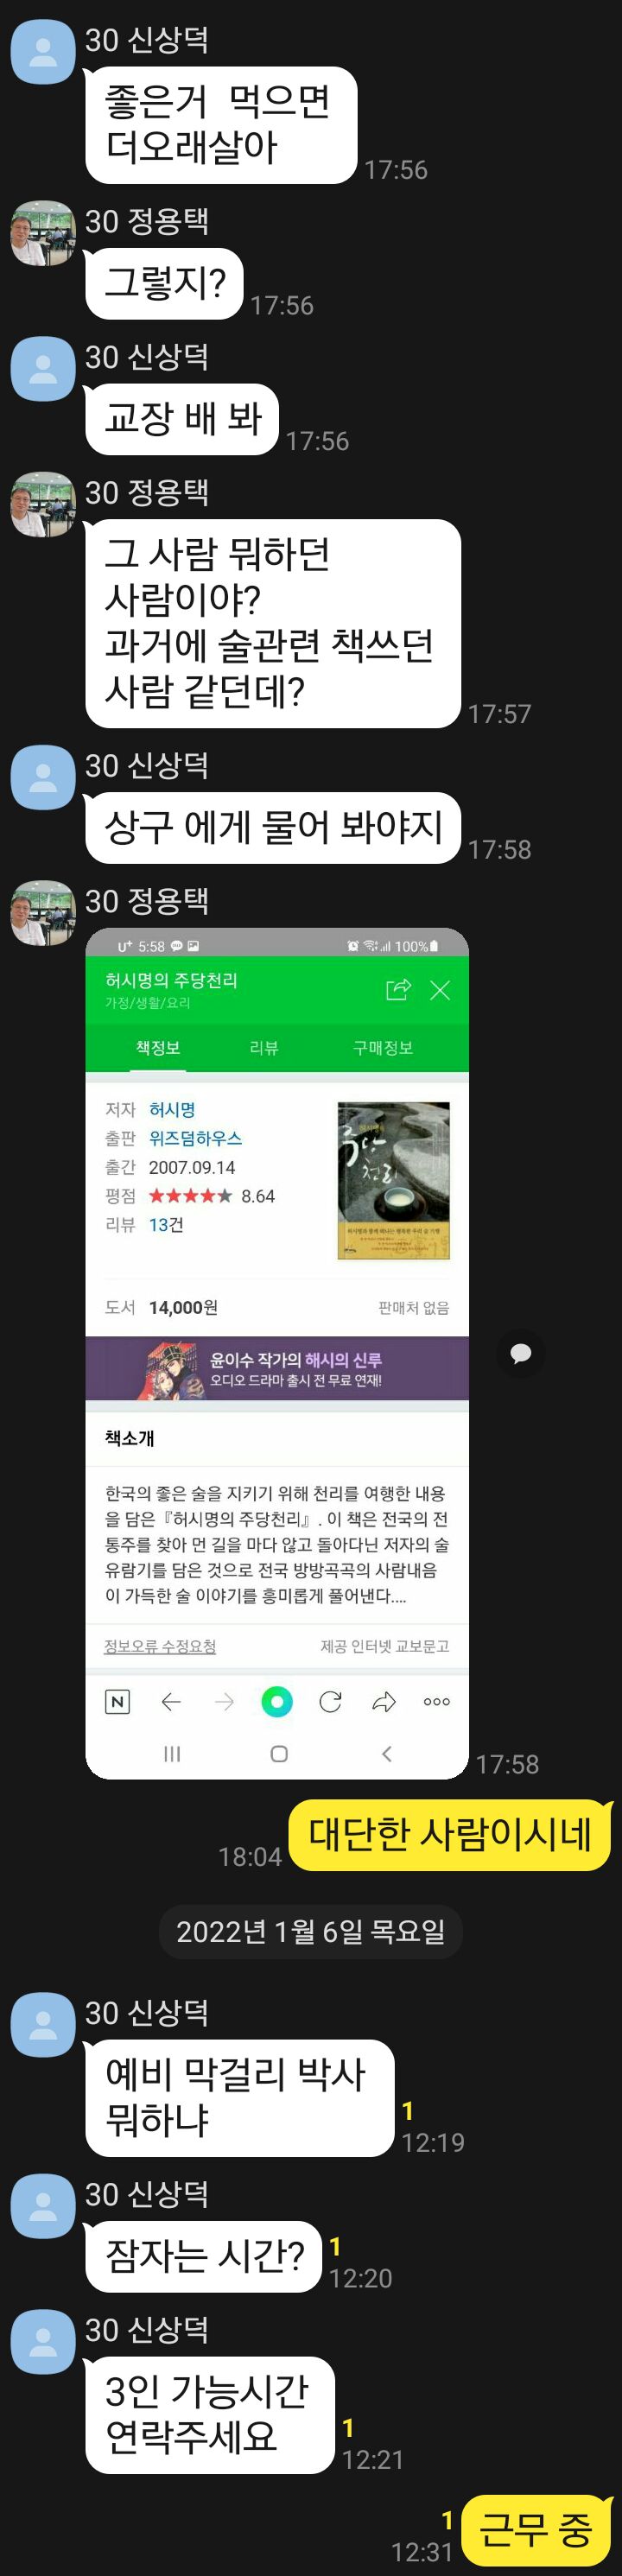 30 신상덕
좋은거 먹으면
더오래살아
17:56
30 정용택
그렇지?
17:56
30 신상덕
교장 배 봐
17:56
30 정용택
그 사람 뭐하던
사람이야?
과거에 술관련 책쓰던
사람 같던데?
17:57
30 신상덕
상구 에게 물어 봐야지
17:58
30 정용택
U+ 5:58 100%
허시명의 주당천리
가정/생활/요리
책정보 리뷰 구매정보
저자 허시명
출판 위즈덤하우스
출간 2007.09.14
평점 ★★★★★ 8.64
리뷰 13건
허시명의
주당천리
도서 14,000원 판매처 없음
윤이수 작가의 해시의 신루
오디오 드라마 출시 전 무료 연재!
책소개
한국의 좋은 술을 지키기 위해 천리를 여행한 내용
을 담은『허시명의 주당천리』. 이 책은 전국의 전
통주를 찾아 먼 길을 마다 않고 돌아다닌 저자의 술
유람기를 담은 것으로 전국 방방곡곡의 사람내음
이 가득한 술 이야기를 흥미롭게 풀어낸다....
정보오류 수정요청 제공 인터넷 교보문고
N
17:58
대단한 사람이시네
18:04
2022년 1월 6일 목요일
30 신상덕
예비 막걸리 박사
뭐하냐
1
12:19
30 신상덕
잠자는 시간?
1
12:20
30 신상덕
3인 가능시간
연락주세요
1
12:21
근무 중
1
12:31